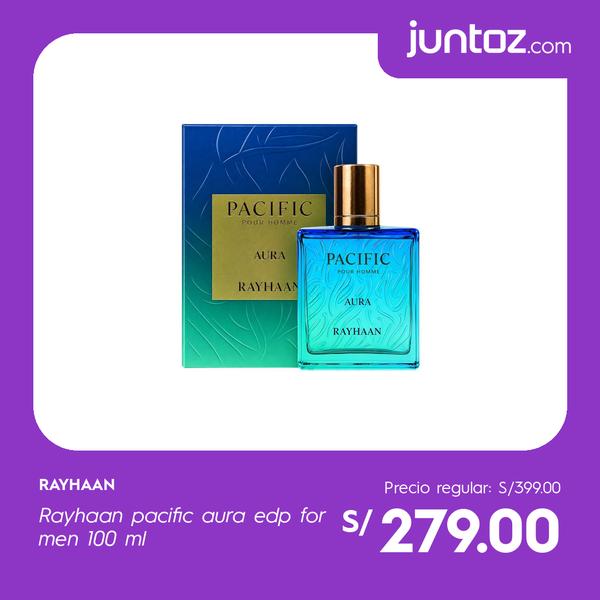 juntoz.com
PACIFIC
POUR HOMME
AURA
RAYHAAN
PACIFIC
POUR HOMME
AURA
RAYHAAN
RAYHAAN
Rayhaan pacific aura edp for
men 100 ml
Precio regular: S/399.00
S/279.00